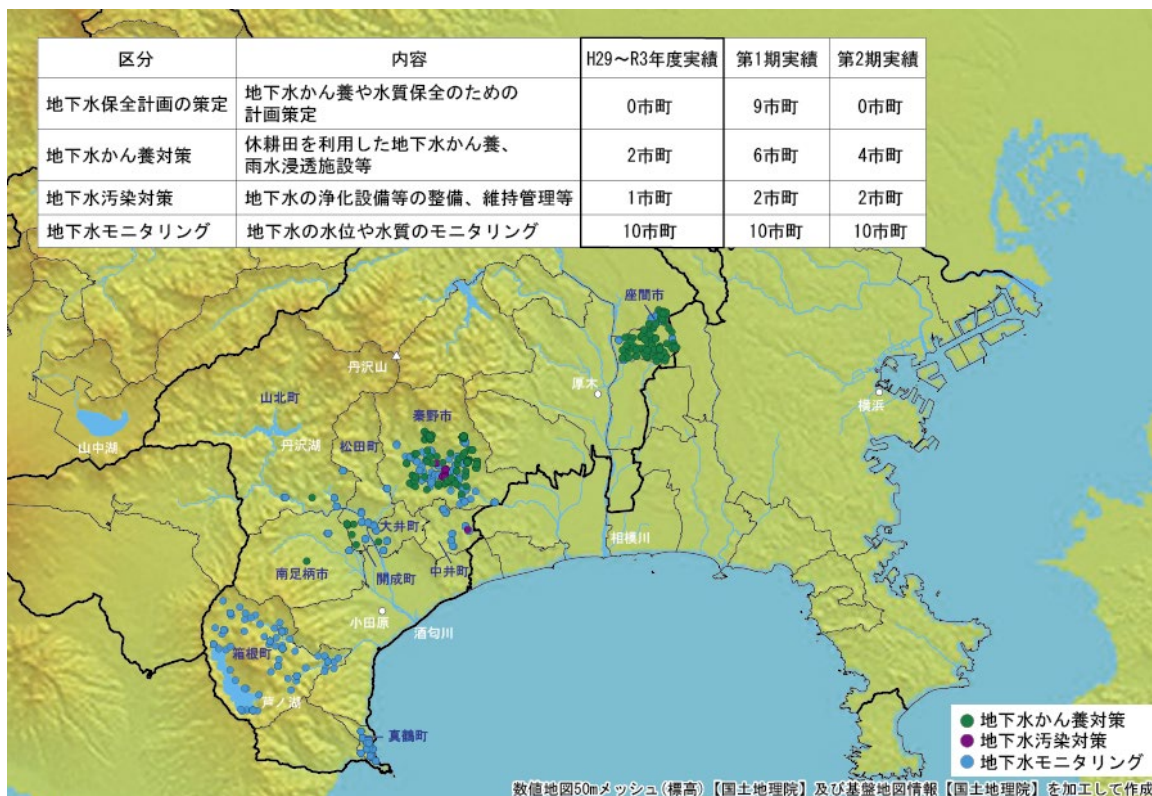 区分 内容 H29～R3年度実績 第1期実績 第2期実績
地下水保全計画の策定 地下水かん養や水質保全のための
計画策定 0市町 9市町 0市町
地下水かん養対策 休耕田を利用した地下水かん養、
雨水浸透施設等 2市町 6市町 4市町
地下水汚染対策 地下水の浄化設備等の整備、維持管理等 1市町 2市町 2市町
地下水モニタリング 地下水の水位や水質のモニタリング 10市町 10市町 10市町
座間市
丹沢山
厚木
山北町
横浜
秦野市
山中湖
丹沢湖
松田町
大井町
相模川
南足柄市
開成町
中井町
小田原
酒匂川
箱根町
芦ノ湖
真鶴町
地下水かん養対策
地下水汚染対策
地下水モニタリング
数値地図50mメッシュ(標高)【国土地理院】及び基盤地図情報【国土地理院】を加工して作成